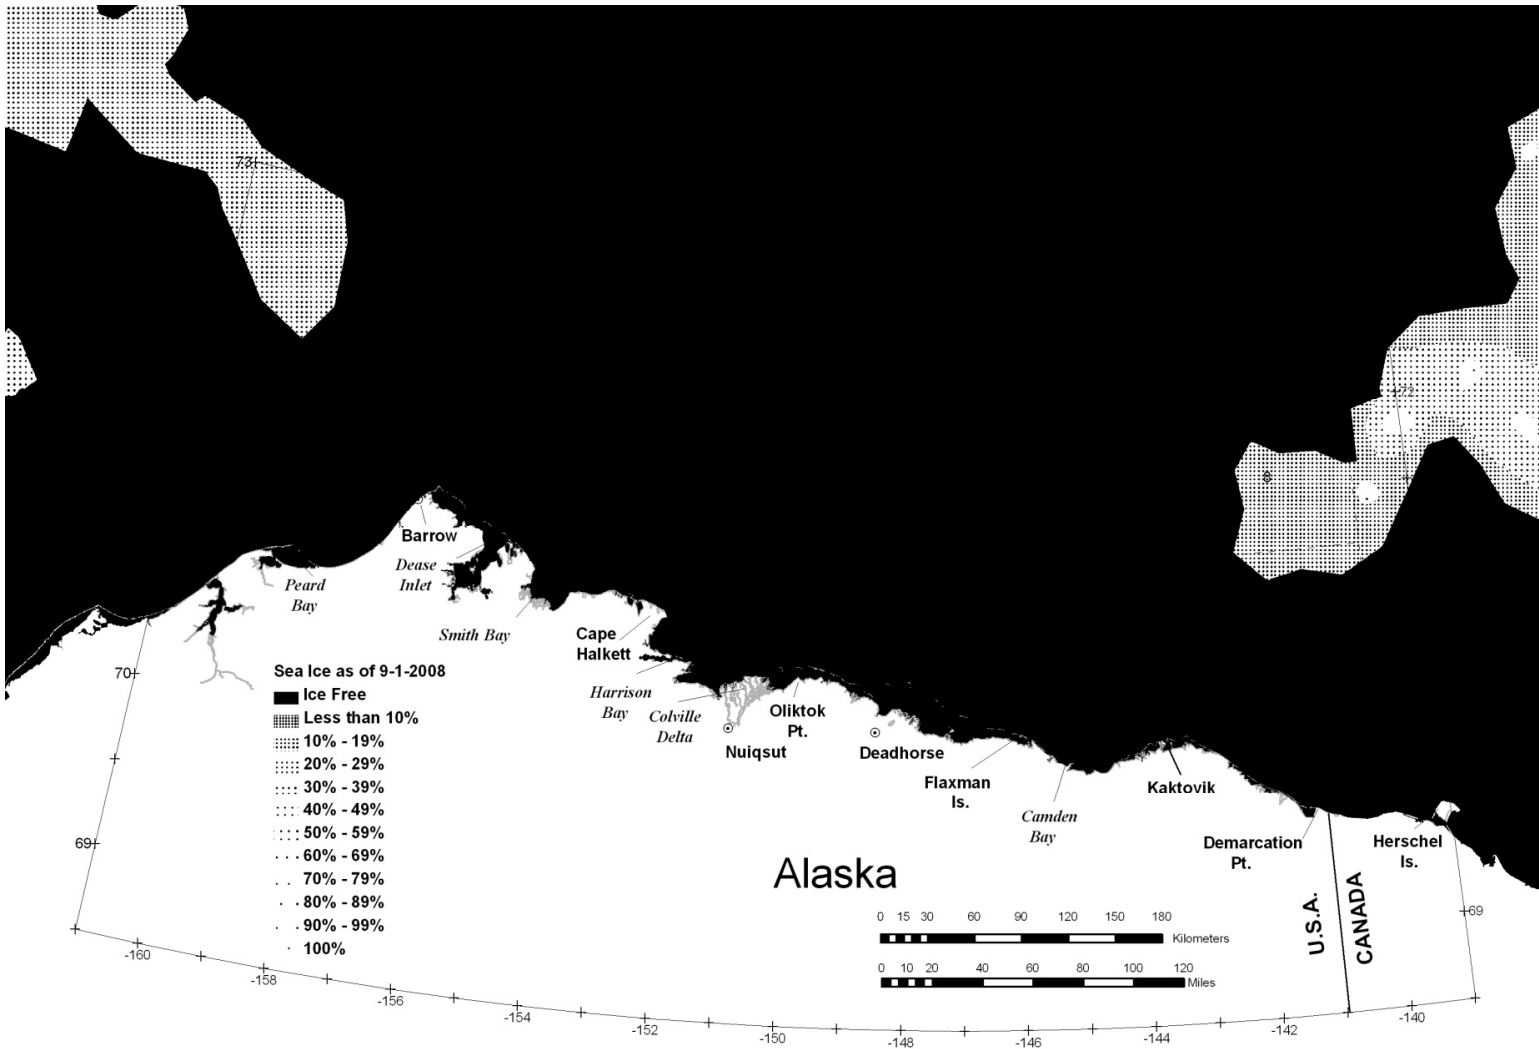 73
72
8
Barrow
Dease
Inlet
Peard
Bay
Smith Bay
Cape
Halkett
Harrison
Bay
Colville
Delta
Oliktok
Pt.
Nuiqsut
Deadhorse
Flaxman
Is.
Camden
Bay
Kaktovik
Demarcation
Pt.
Herschel
Is.
70
69
Sea Ice as of 9-1-2008
Ice Free
Less than 10%
10% - 19%
20% - 29%
30% - 39%
40% - 49%
50% - 59%
60% - 69%
70% - 79%
80% - 89%
90% - 99%
100%
Alaska
U.S.A.
CANADA
69
0 15 30 60 90 120 150 180
Kilometers
0 10 20 40 60 80 100 120
Miles
-160
-158
-156
-154
-152
-150
-148
-146
-144
-142
-140